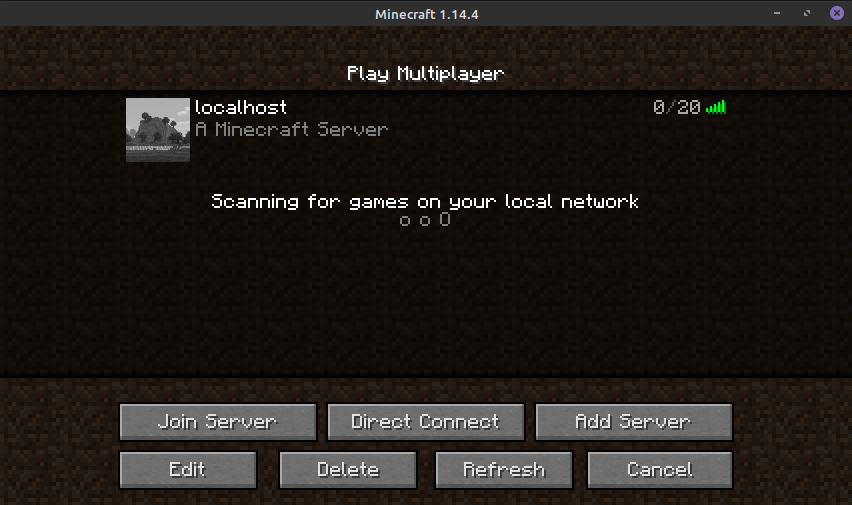 Minecraft 1.14.4
Play Multiplayer
localhost 0/20
A Minecraft Server
Scanning for games on your local network
o o O
Join Server Direct Connect Add Server
Edit Delete Refresh Cancel